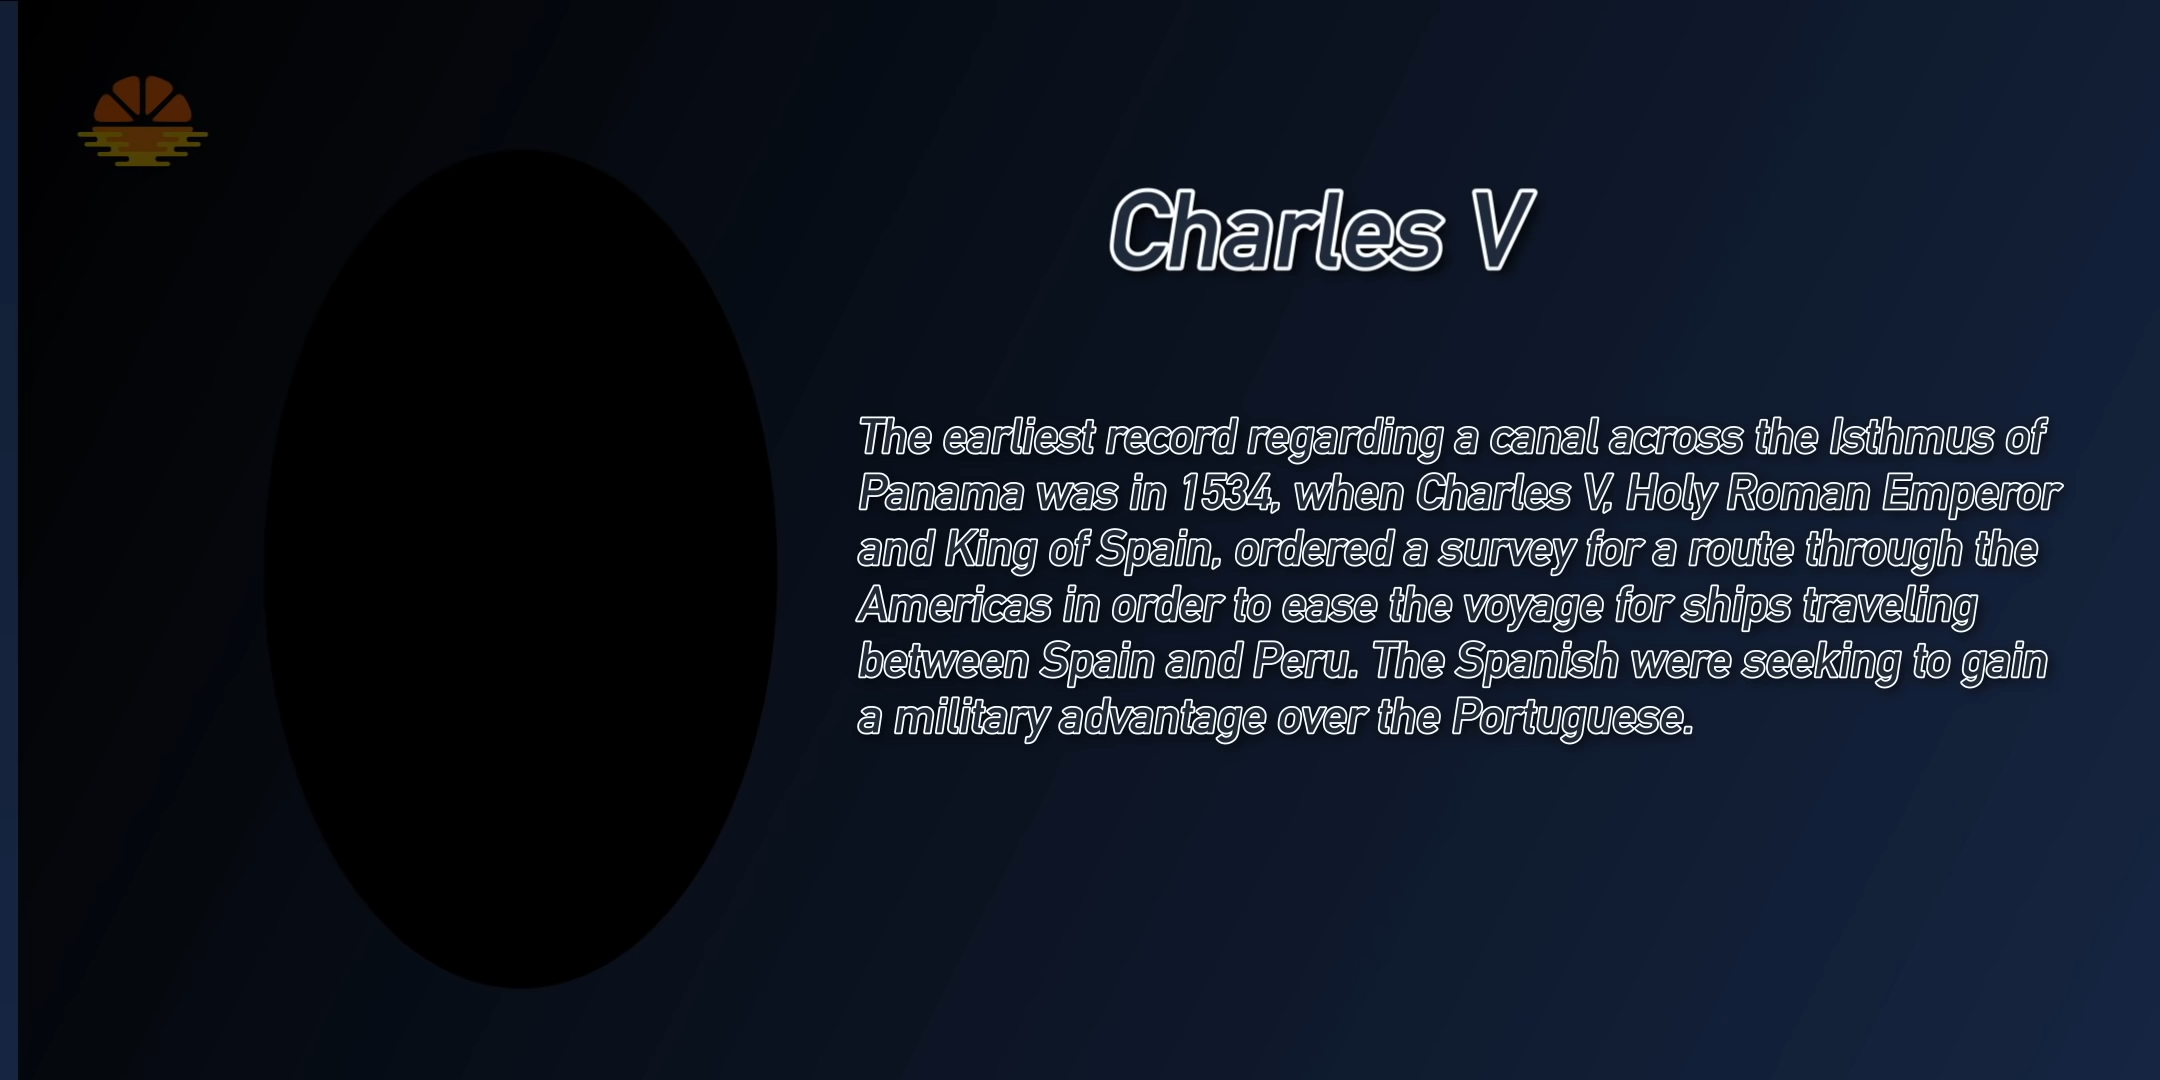 Charles V
The earliest record regarding a canal across the Isthmus of
Panama was in 1534, when Charles V, Holy Roman Emperor
and King of Spain, ordered a survey for a route through the
Americas in order to ease the voyage for ships traveling
between Spain and Peru. The Spanish were seeking to gain
a military advantage over the Portuguese.